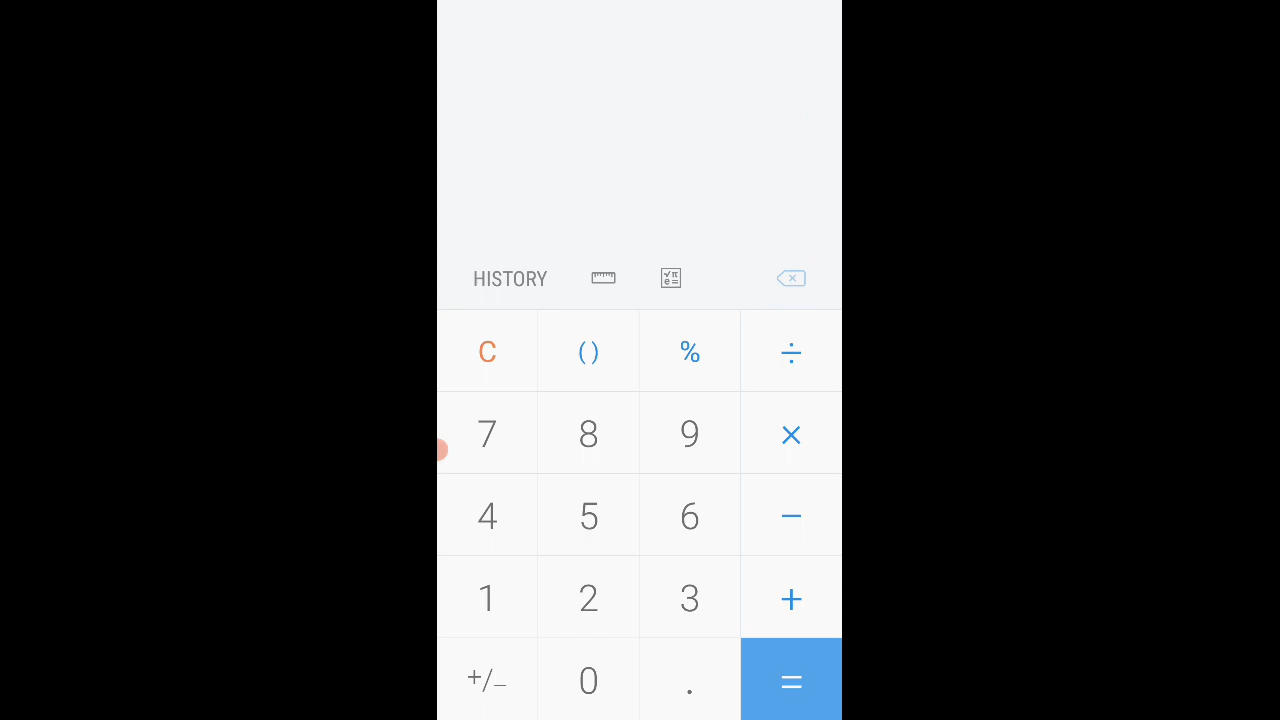 HISTORY
C ( ) % ÷
7 8 9 ×
4 5 6 −
1 2 3 +
+/− 0 . =